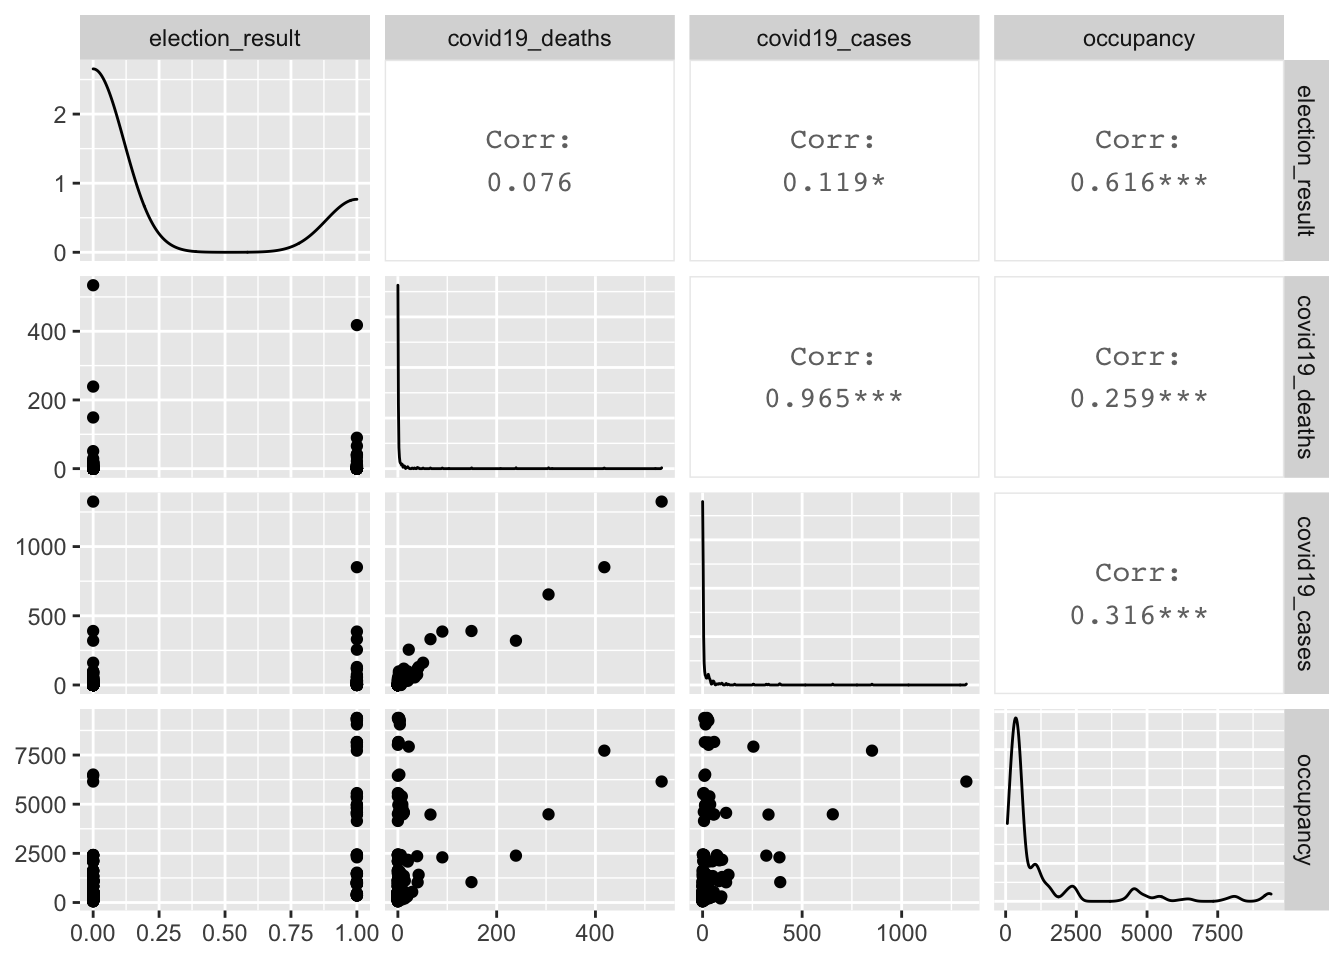 election_result covid19_deaths covid19_cases occupancy
2
1
0
Corr:
0.076
Corr:
0.119*
Corr:
0.616***
election_result
400
200
0
Corr:
0.965***
Corr:
0.259***
covid19_deaths
1000
500
0
Corr:
0.316***
covid19_cases
7500
5000
2500
0
occupancy
0.00 0.25 0.50 0.75 1.00 0 200 400 0 500 1000 0 2500 5000 7500